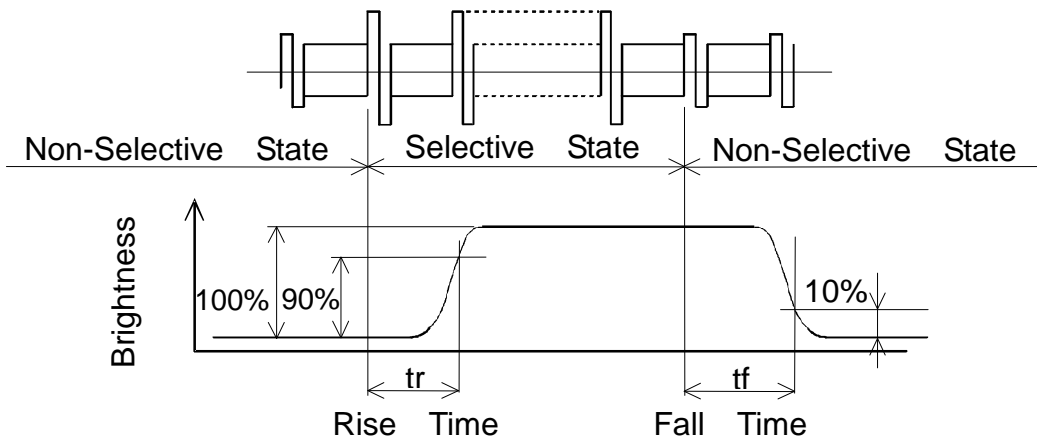 Non-Selective State Selective State Non-Selective State
Brightness
100% 90% 10%
tr tf
Rise Time Fall Time